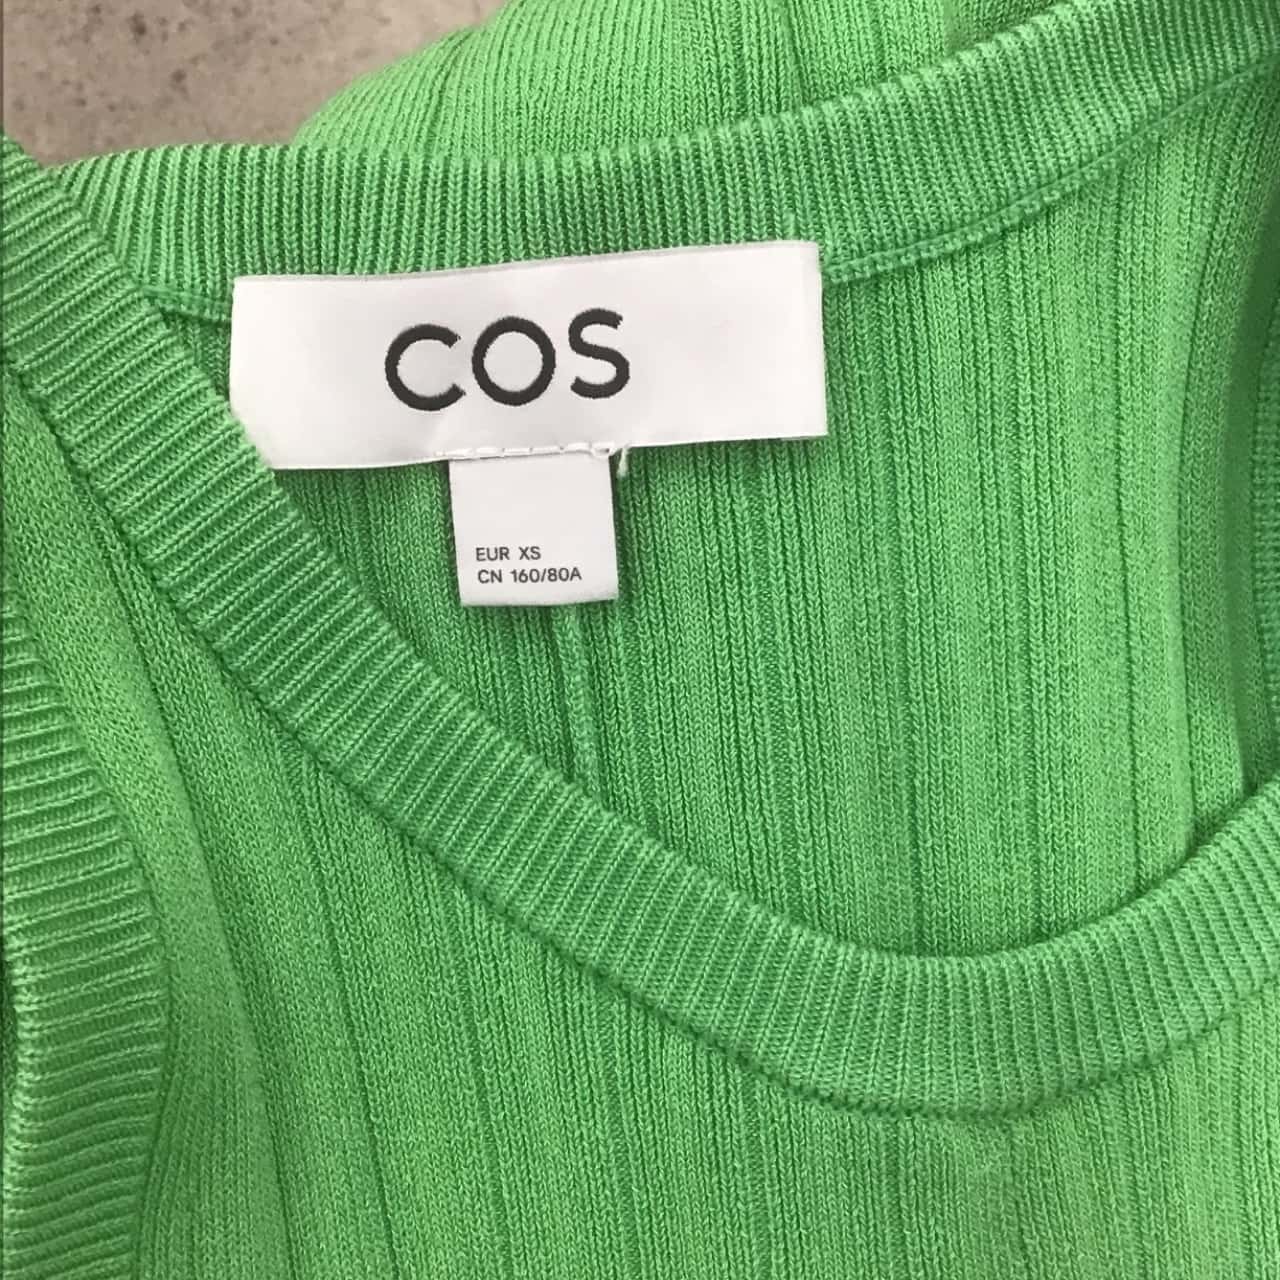 COS
EUR XS
CN 160/80A